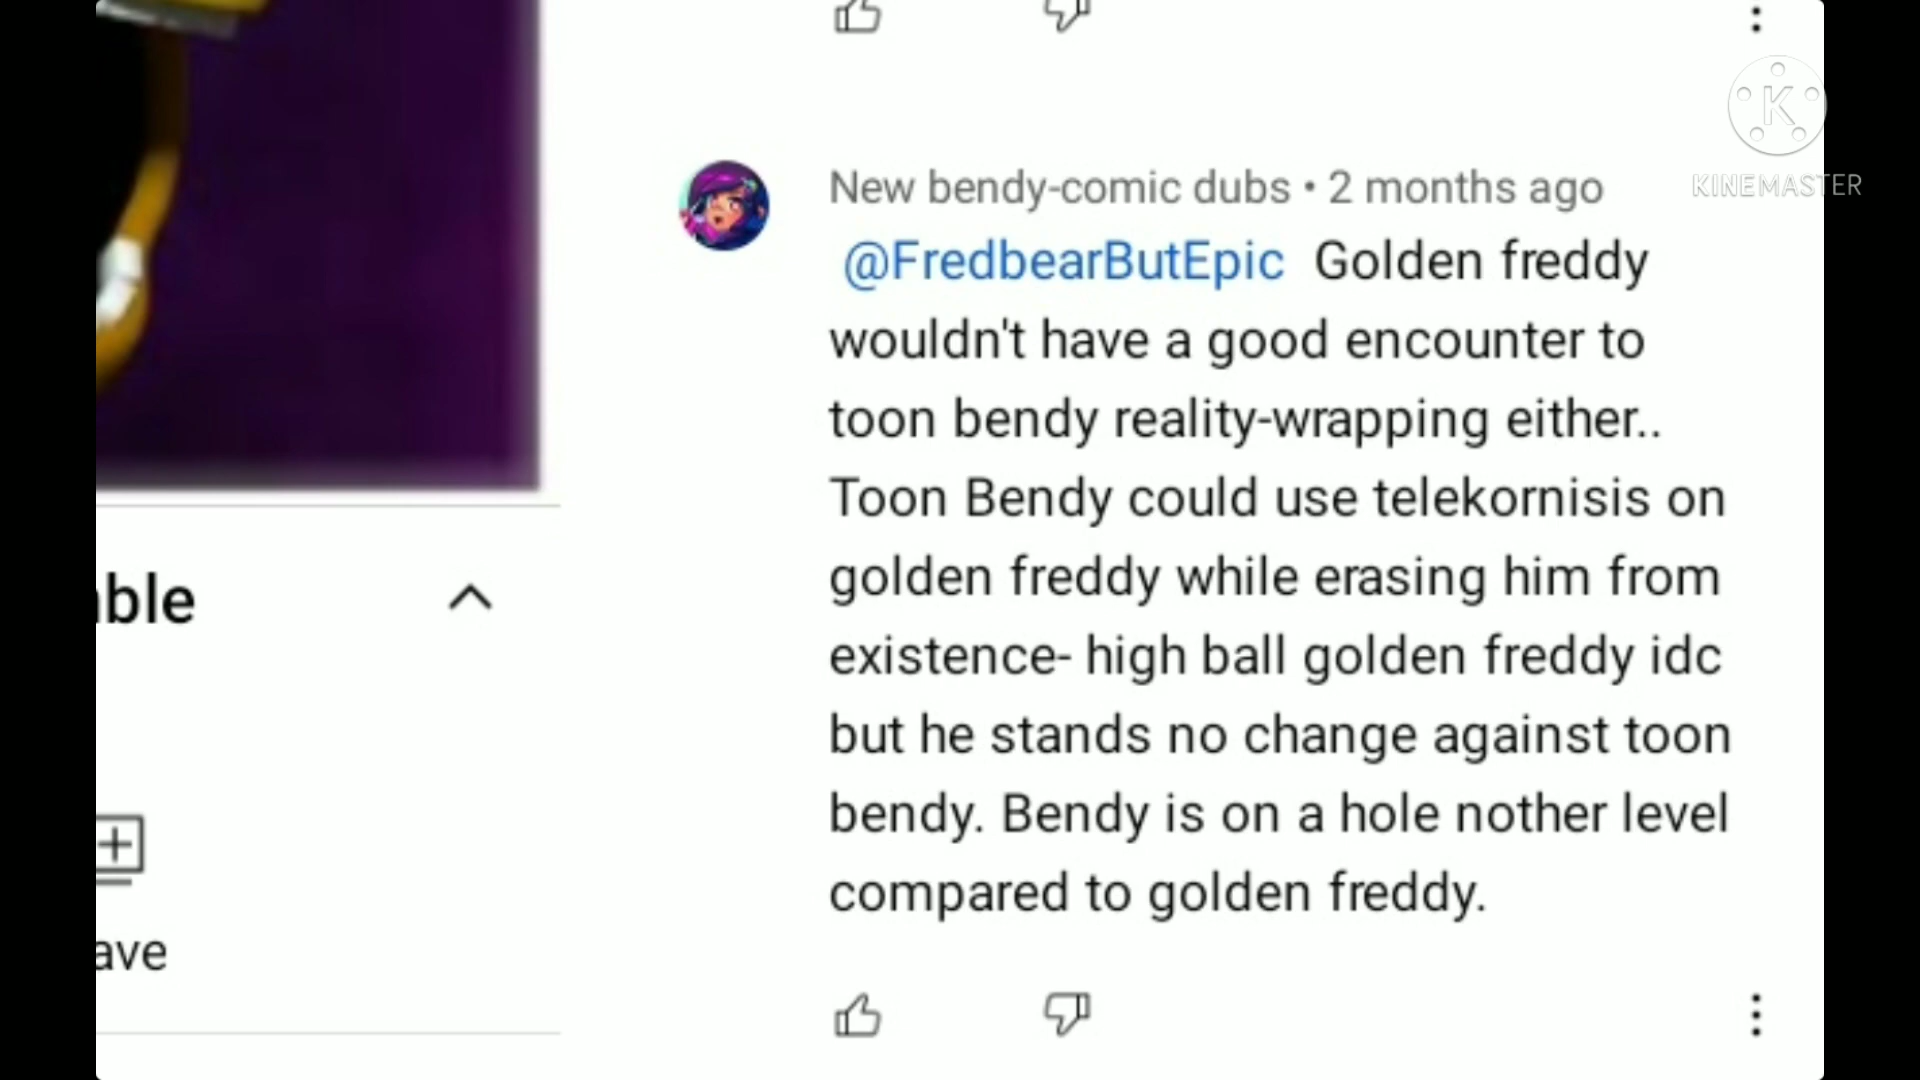 KINEMASTER
New bendy-comic dubs • 2 months ago
@FredbearButEpic Golden freddy
wouldn't have a good encounter to
toon bendy reality-wrapping either..
Toon Bendy could use telekornisis on
golden freddy while erasing him from
existence- high ball golden freddy idc
but he stands no change against toon
bendy. Bendy is on a hole nother level
compared to golden freddy.
ble
ave